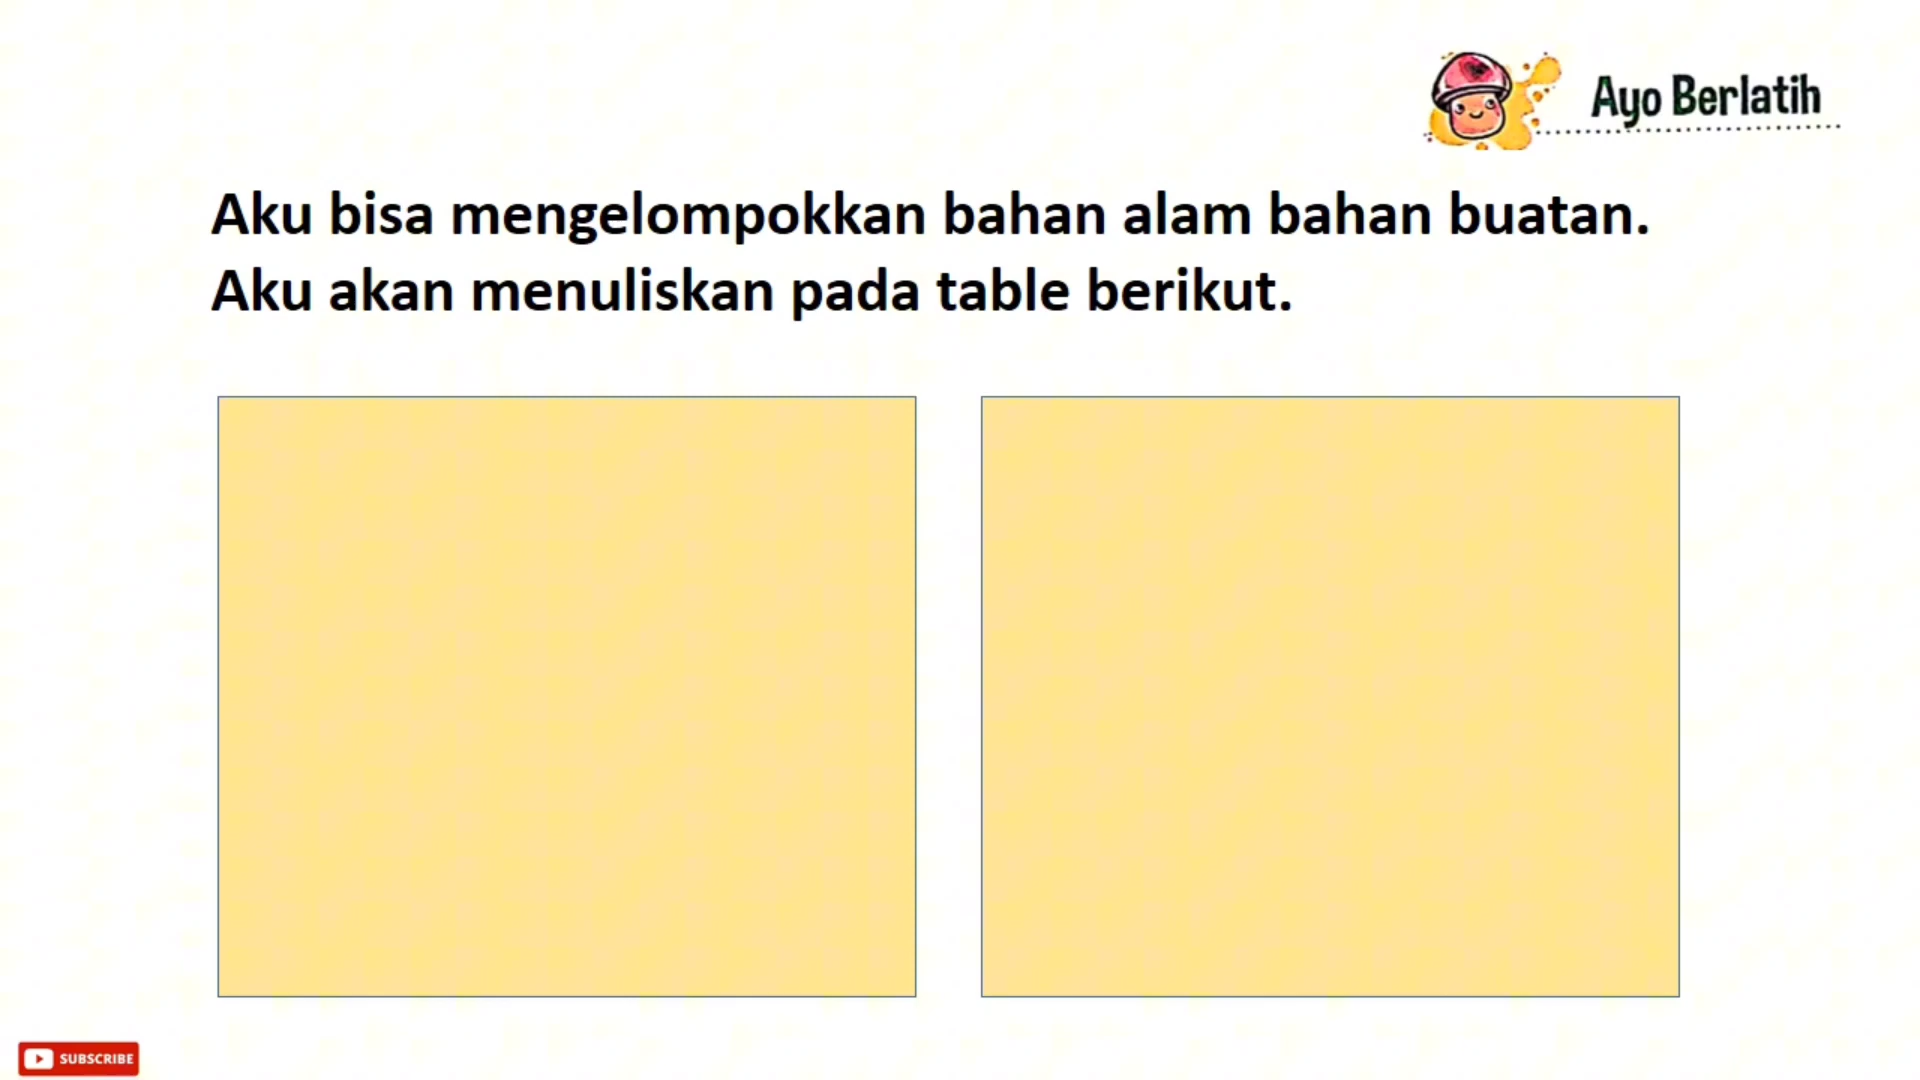 Ayo Berlatih
Aku bisa mengelompokkan bahan alam bahan buatan.
Aku akan menuliskan pada table berikut.
SUBSCRIBE